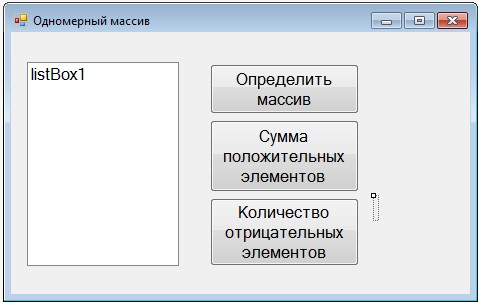 Одномерный массив
listBox1
Определить
массив
Сумма
положительных
элементов
Количество
отрицательных
элементов